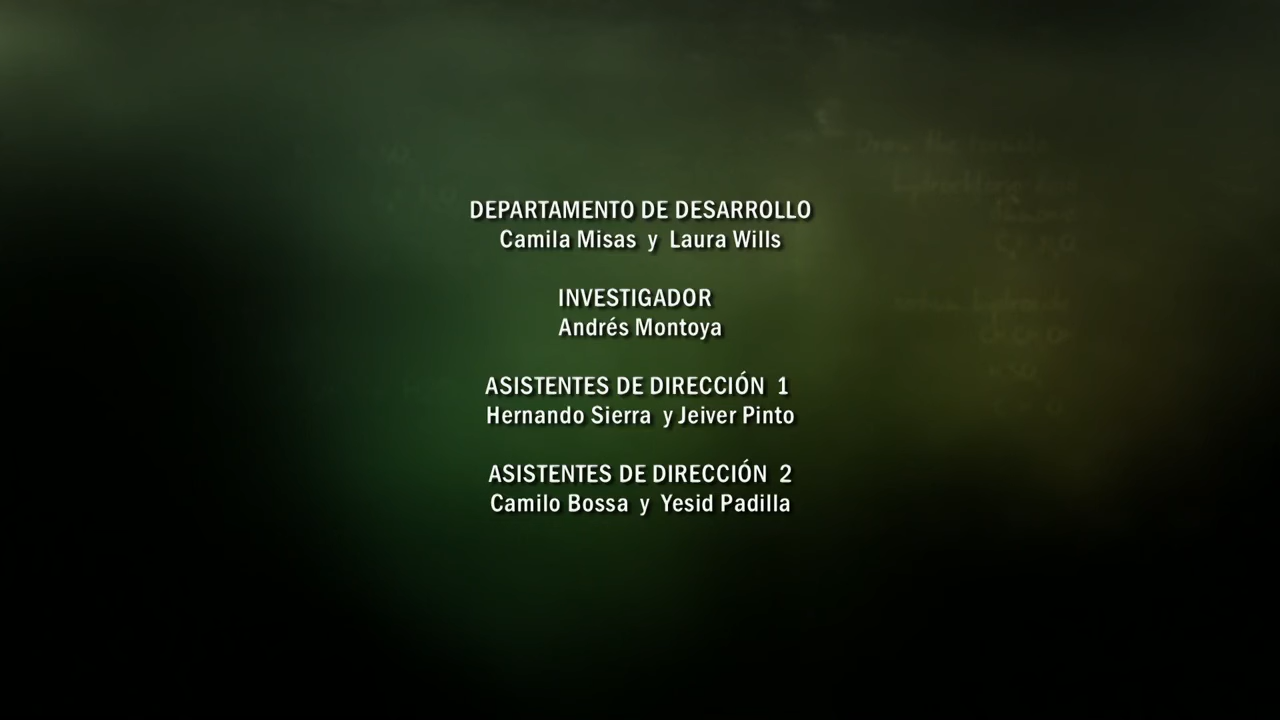 DEPARTAMENTO DE DESARROLLO
Camila Misas y Laura Wills
INVESTIGADOR
Andrés Montoya
ASISTENTES DE DIRECCIÓN 1
Hernando Sierra y Jeiver Pinto
ASISTENTES DE DIRECCIÓN 2
Camilo Bossa y Yesid Padilla